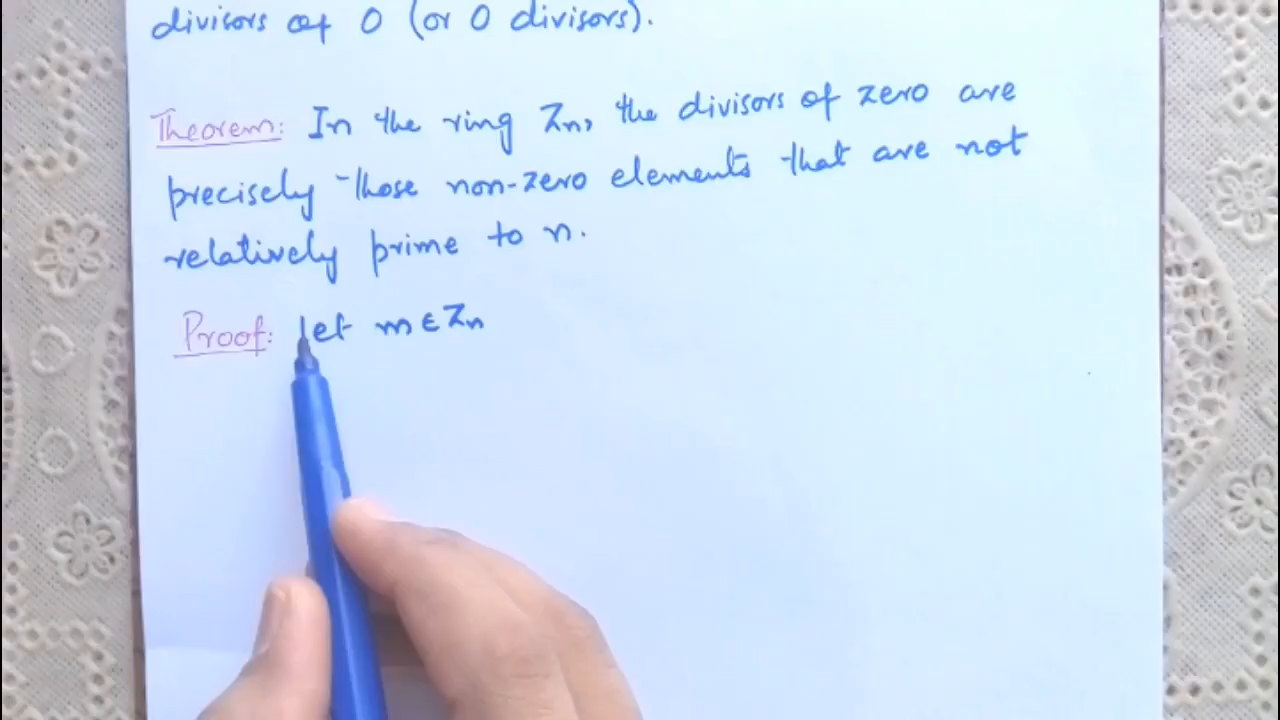 divisors of 0 (or 0 divisors).
Theorem: In the ring Zn, the divisors of zero are
precisely those non-zero elements that are not
relatively prime to n.
Proof: let m ∈ Zn